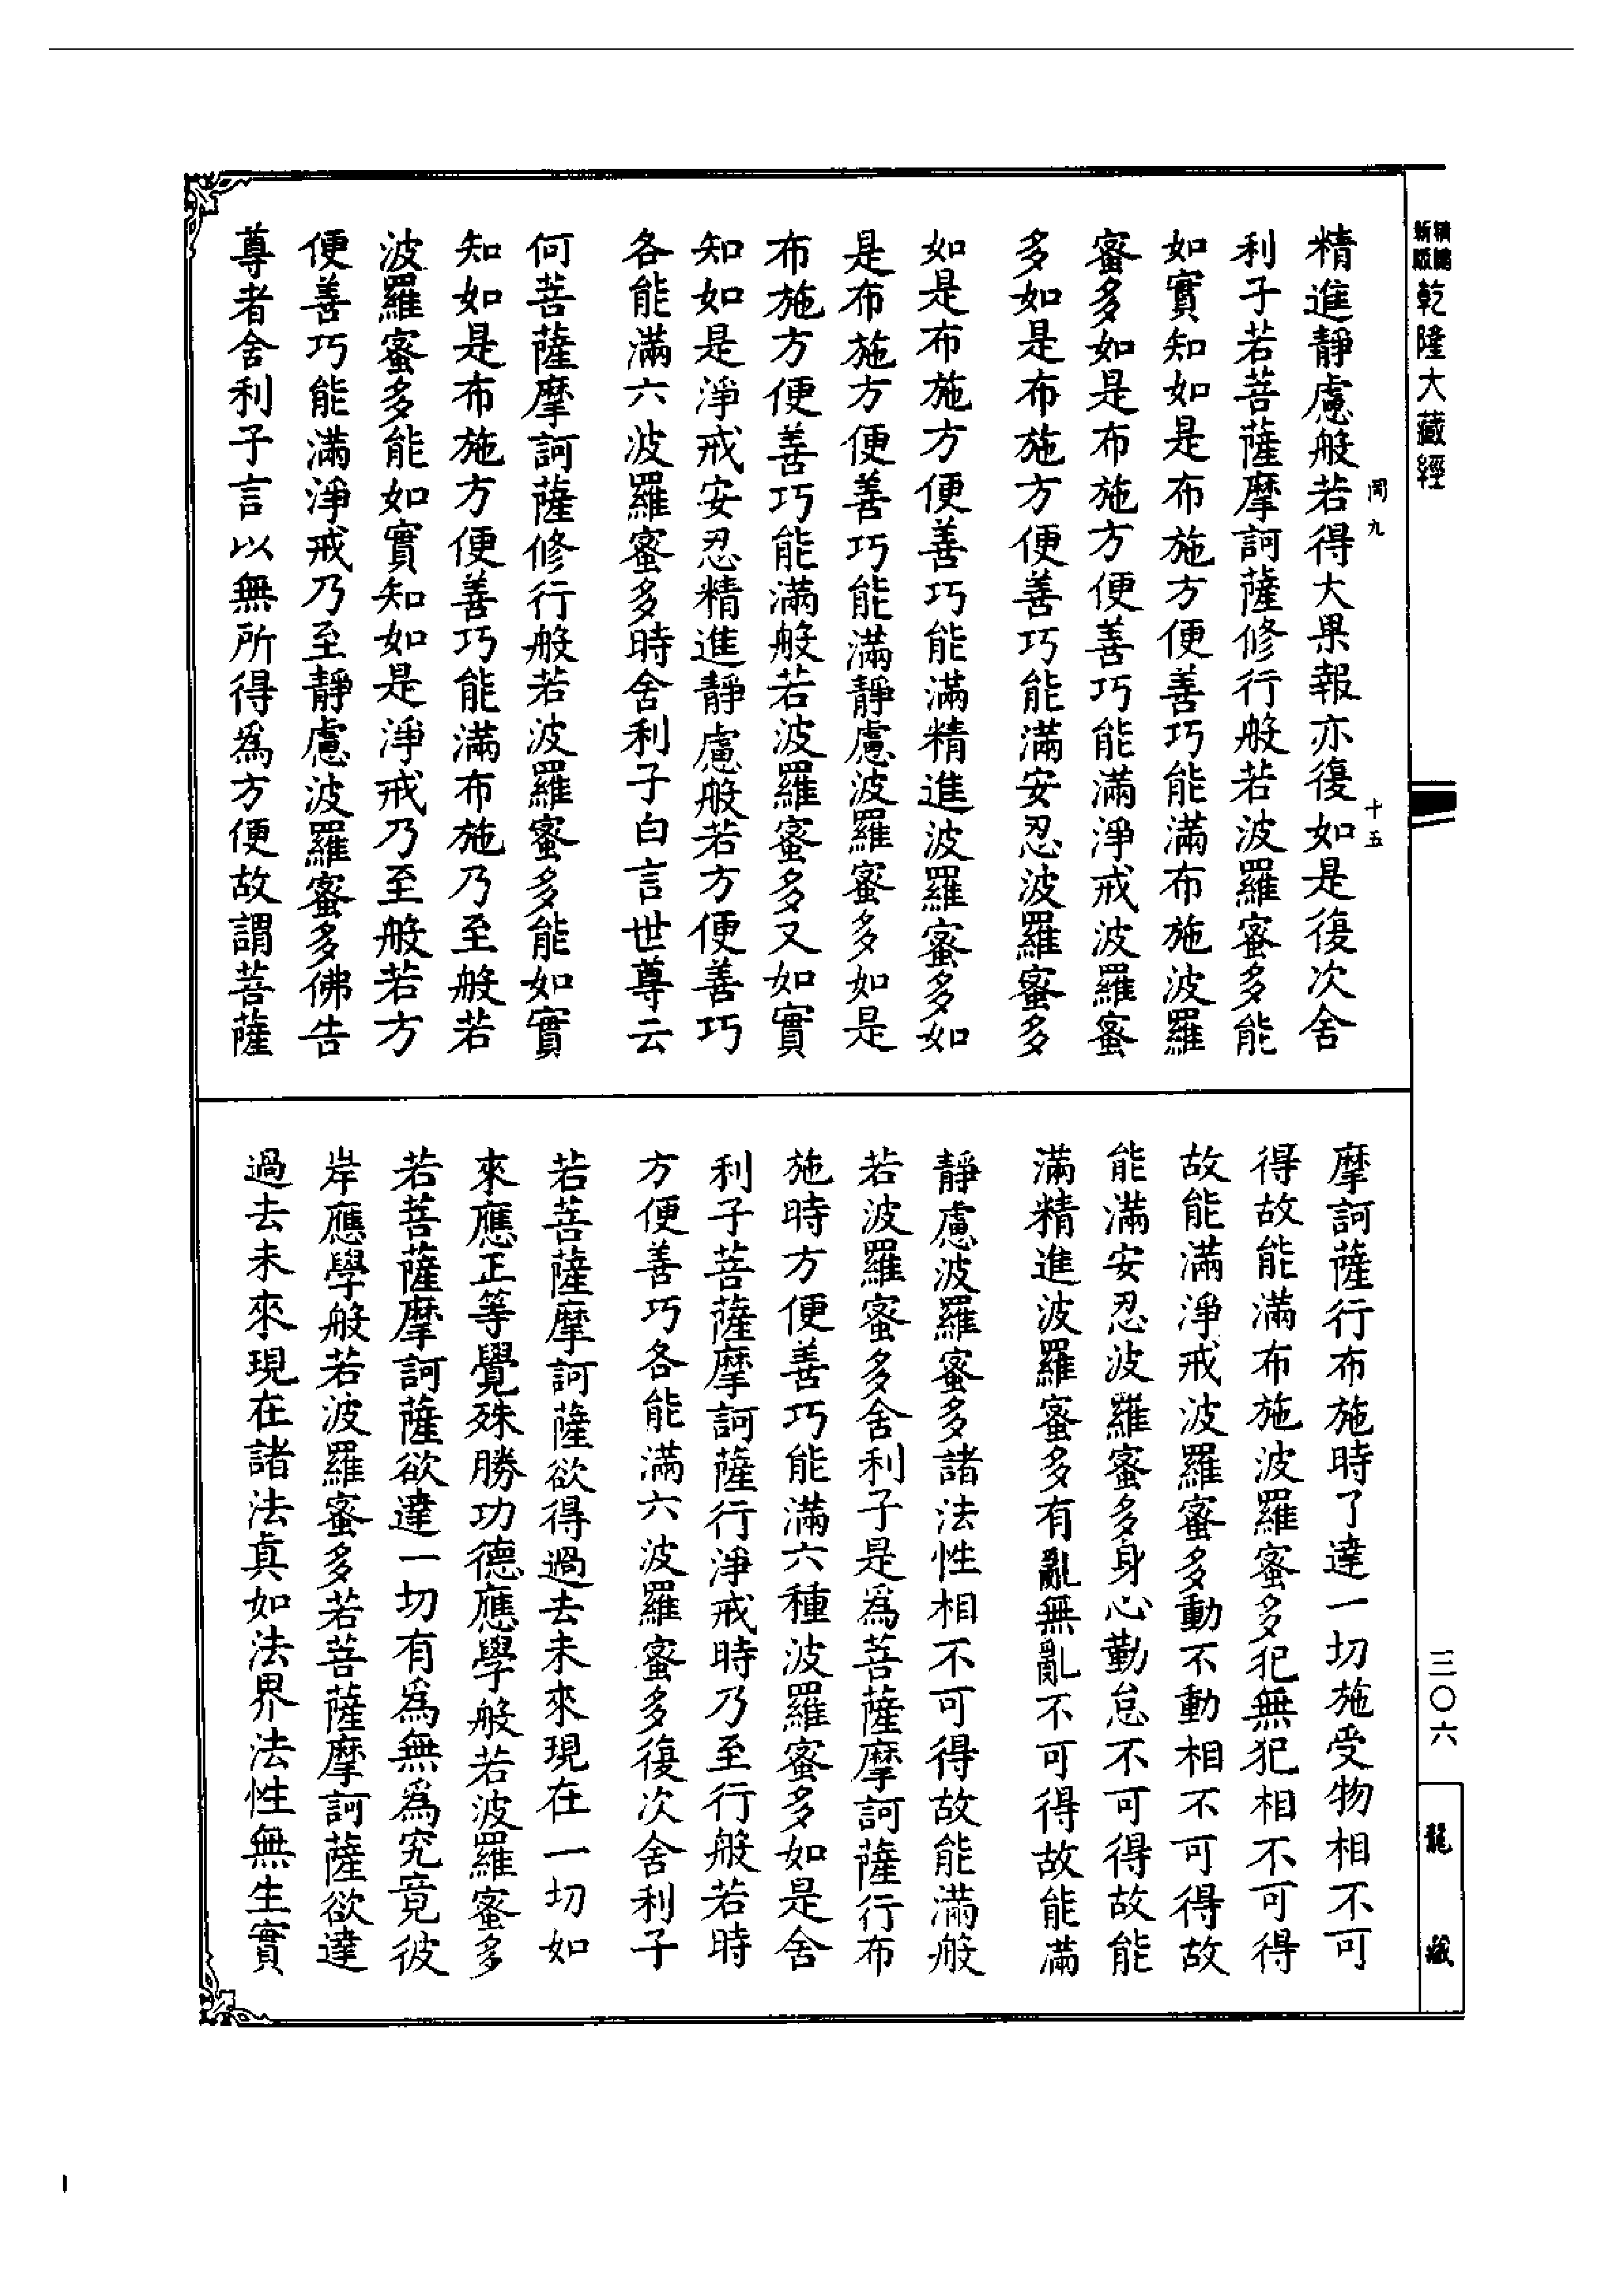 乾隆大藏經
三〇六
龍藏
九
十五
精進靜慮般若得大果報亦復如是復次舍
利子若菩薩摩訶薩修行般若波羅蜜多能
如實知如是布施方便善巧能滿布施波羅
蜜多如是布施方便善巧能滿淨戒波羅蜜
多如是布施方便善巧能滿安忍波羅蜜多
如是布施方便善巧能滿精進波羅蜜多如
是布施方便善巧能滿靜慮波羅蜜多如是
布施方便善巧能滿般若波羅蜜多又如實
知如是淨戒安忍精進靜慮般若方便善巧
各能滿六波羅蜜多時舍利子白言世尊云
何菩薩摩訶薩修行般若波羅蜜多能如實
知如是布施方便善巧能滿布施乃至般若
波羅蜜多能如實知如是淨戒乃至般若方
便善巧能滿淨戒乃至靜慮波羅蜜多佛告
尊者舍利子言以無所得為方便故謂菩薩
摩訶薩行布施時了達一切施受物相不可
得故能滿布施波羅蜜多犯無犯相不可得
故能滿淨戒波羅蜜多動不動相不可得故
能滿安忍波羅蜜多身心勤怠不可得故能
滿精進波羅蜜多有亂無亂不可得故能滿
靜慮波羅蜜多諸法性相不可得故能滿般
若波羅蜜多舍利子是為菩薩摩訶薩行布
施時方便善巧能滿六種波羅蜜多如是舍
利子菩薩摩訶薩行淨戒時乃至行般若時
方便善巧各能滿六波羅蜜多復次舍利子
若菩薩摩訶薩欲得過去未來現在一切如
來應正等覺殊勝功德應學般若波羅蜜多
若菩薩摩訶薩欲達一切有為無為究竟彼
岸應學般若波羅蜜多若菩薩摩訶薩欲達
過去未來現在諸法真如法界法性無生實